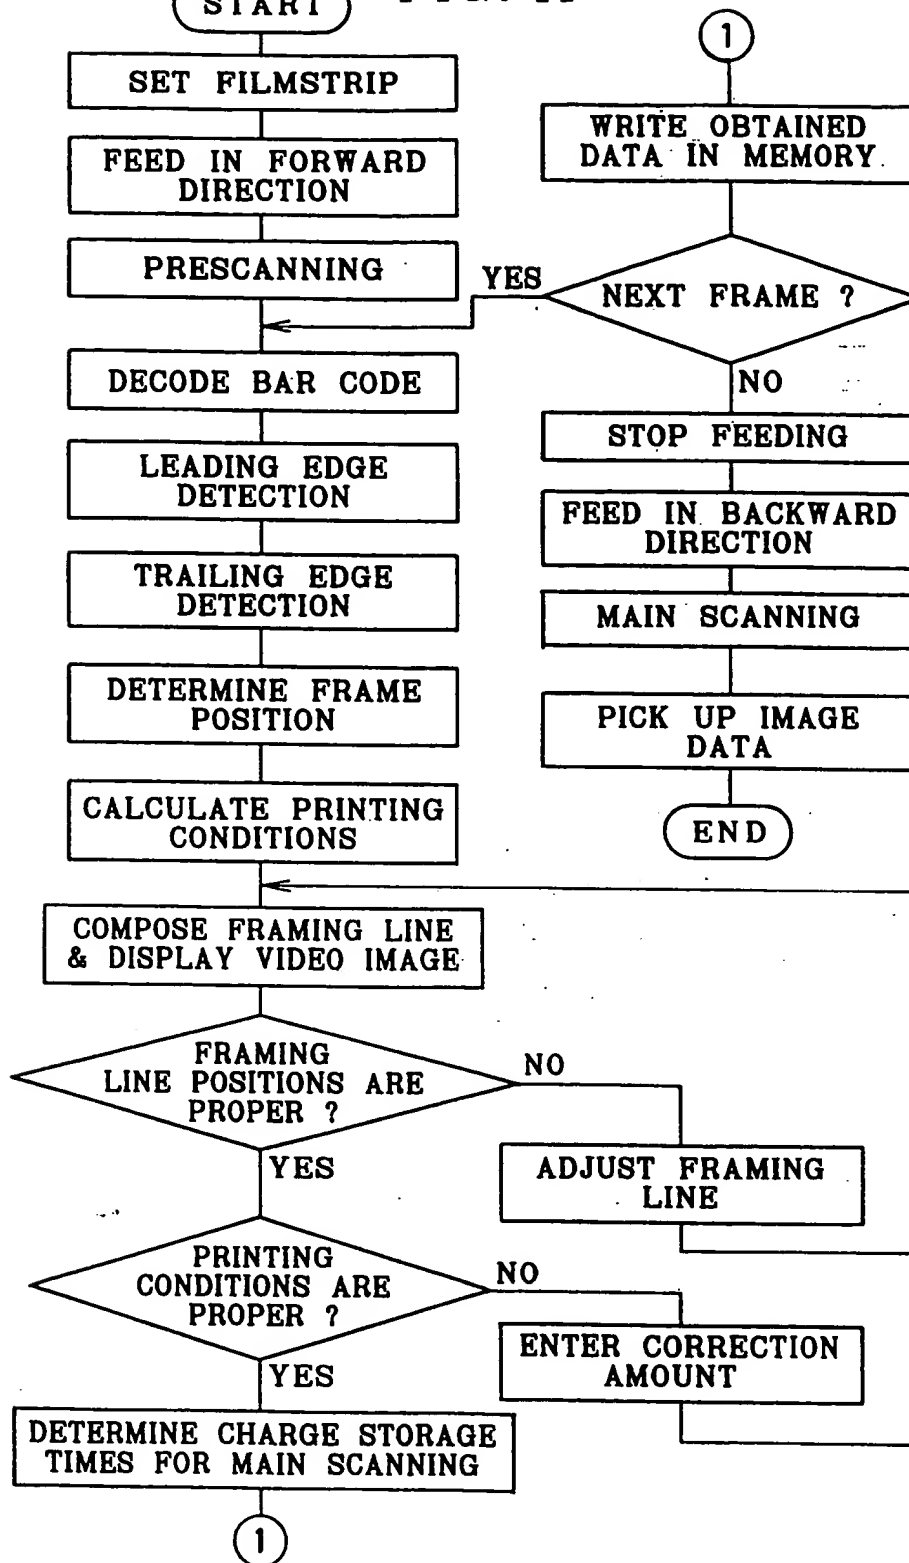 START
SET FILMSTRIP
FEED IN FORWARD
DIRECTION
PRESCANNING
DECODE BAR CODE
LEADING EDGE
DETECTION
TRAILING EDGE
DETECTION
DETERMINE FRAME
POSITION
CALCULATE PRINTING
CONDITIONS
COMPOSE FRAMING LINE
& DISPLAY VIDEO IMAGE
FRAMING
LINE POSITIONS ARE
PROPER ?
NO
YES
ADJUST FRAMING
LINE
PRINTING
CONDITIONS ARE
PROPER ?
NO
YES
ENTER CORRECTION
AMOUNT
DETERMINE CHARGE STORAGE
TIMES FOR MAIN SCANNING
1
1
WRITE OBTAINED
DATA IN MEMORY
NEXT FRAME ?
YES
NO
STOP FEEDING
FEED IN BACKWARD
DIRECTION
MAIN SCANNING
PICK UP IMAGE
DATA
END